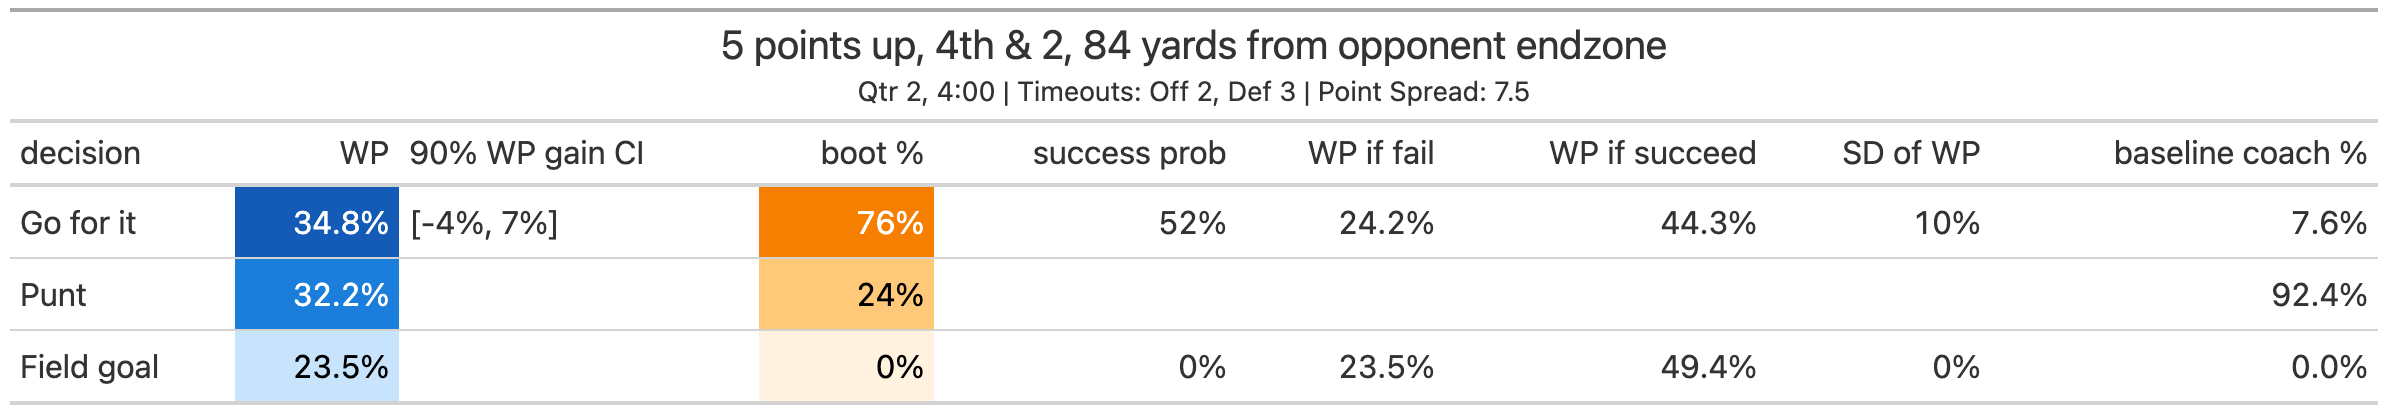 5 points up, 4th & 2, 84 yards from opponent endzone
Qtr 2, 4:00 | Timeouts: Off 2, Def 3 | Point Spread: 7.5
decision WP 90% WP gain CI boot % success prob WP if fail WP if succeed SD of WP baseline coach %
Go for it 34.8% [-4%, 7%] 76% 52% 24.2% 44.3% 10% 7.6%
Punt 32.2% 24% 92.4%
Field goal 23.5% 0% 0% 23.5% 49.4% 0% 0.0%